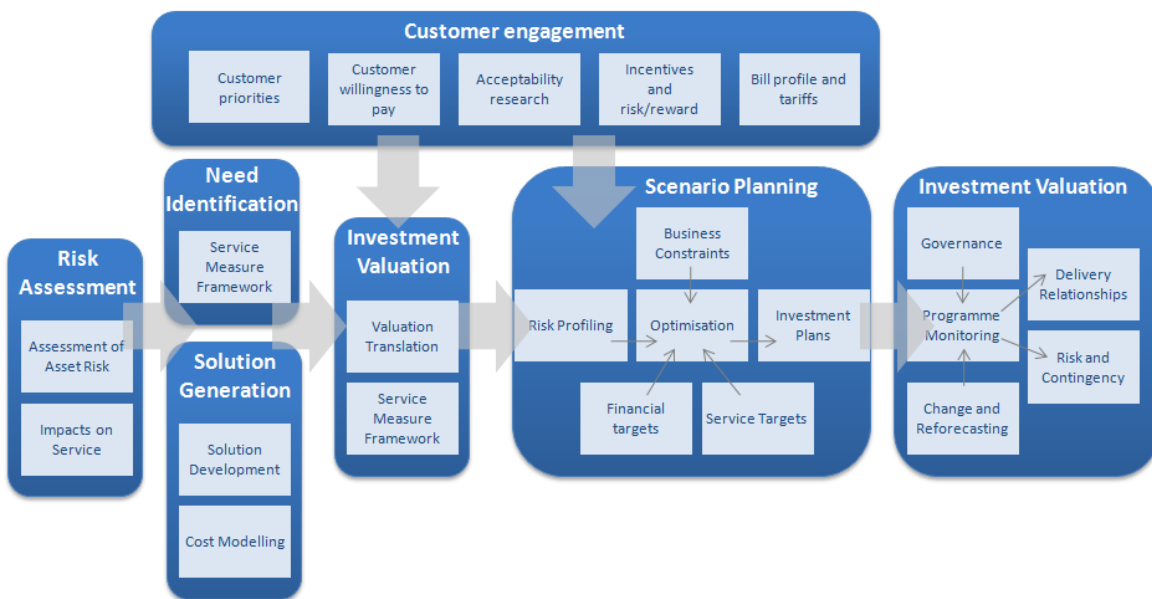 Customer engagement
Customer
priorities
Customer
willingness to
pay
Acceptability
research
Incentives
and
risk/reward
Bill profile and
tariffs
Risk
Assessment
Assessment of
Asset Risk
Impacts on
Service
Need
Identification
Service
Measure
Framework
Solution
Generation
Solution
Development
Cost Modelling
Investment
Valuation
Valuation
Translation
Service
Measure
Framework
Scenario Planning
Business
Constraints
Risk Profiling
Optimisation
Investment
Plans
Financial
targets
Service Targets
Investment Valuation
Governance
Programme
Monitoring
Change and
Reforecasting
Delivery
Relationships
Risk and
Contingency